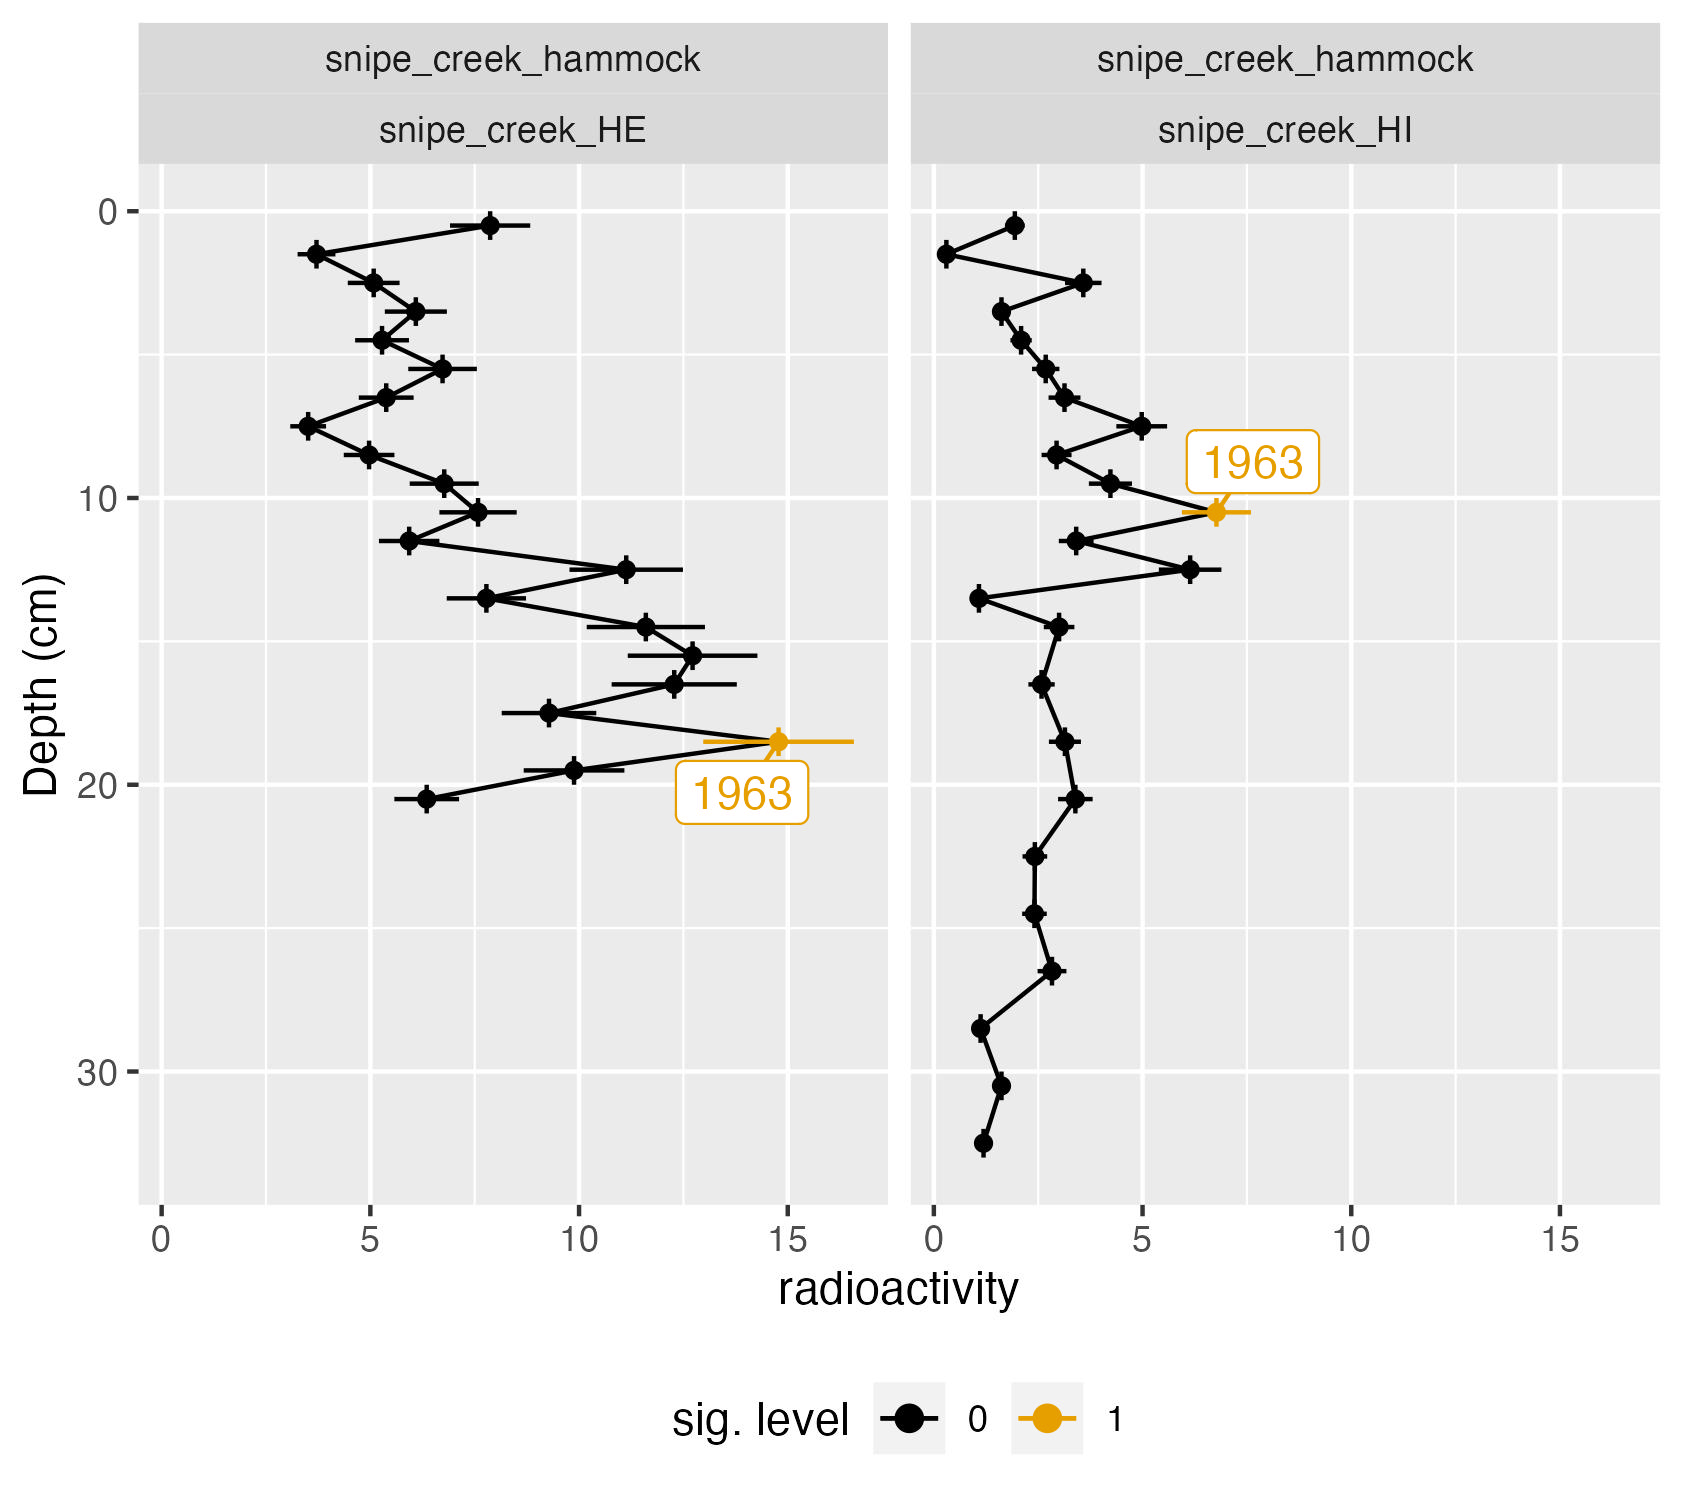 snipe_creek_hammock
snipe_creek_hammock
snipe_creek_HE
snipe_creek_HI
Depth (cm)
0
10
20
30
1963
1963
0 5 10 15
0 5 10 15
radioactivity
sig. level 0 1